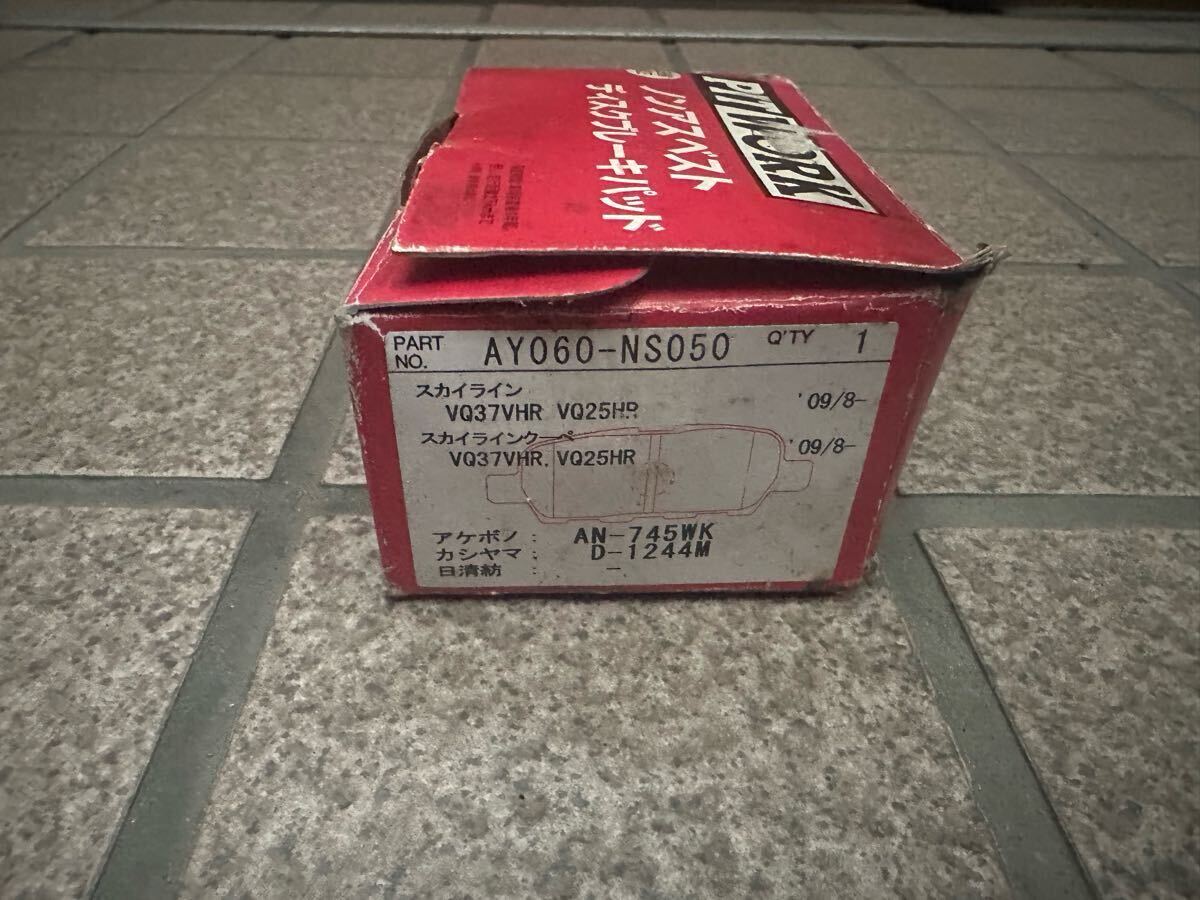 PITWORK
ノンアスベスト
ディスクブレーキパッド
PART NO. AY060-NS050 Q'TY 1
スカイライン
VQ37VHR VQ25HR '09/8-
スカイラインクーペ
VQ37VHR, VQ25HR '09/8-
アケボノ : AN-745WK
カシヤマ : D-1244M
日清紡 : -